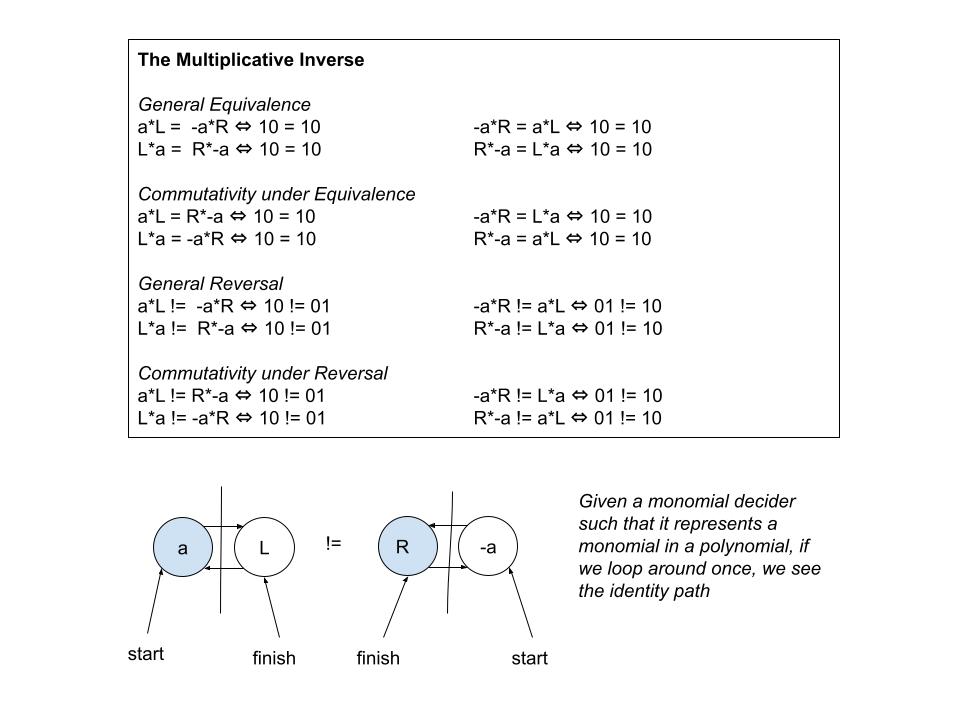 The Multiplicative Inverse
General Equivalence
a*L =  -a*R ⇔ 10 = 10    -a*R = a*L ⇔ 10 = 10
L*a =  R*-a ⇔ 10 = 10    R*-a = L*a ⇔ 10 = 10
Commutativity under Equivalence
a*L = R*-a ⇔ 10 = 10    -a*R = L*a ⇔ 10 = 10
L*a = -a*R ⇔ 10 = 10    R*-a = a*L ⇔ 10 = 10
General Reversal
a*L !=  -a*R ⇔ 10 != 01    -a*R != a*L ⇔ 01 != 10
L*a !=  R*-a ⇔ 10 != 01    R*-a != L*a ⇔ 01 != 10
Commutativity under Reversal
a*L != R*-a ⇔ 10 != 01    -a*R != L*a ⇔ 01 != 10
L*a != -a*R ⇔ 10 != 01    R*-a != a*L ⇔ 01 != 10
a L != R -a
start finish finish start
Given a monomial decider
such that it represents a
monomial in a polynomial, if
we loop around once, we see
the identity path